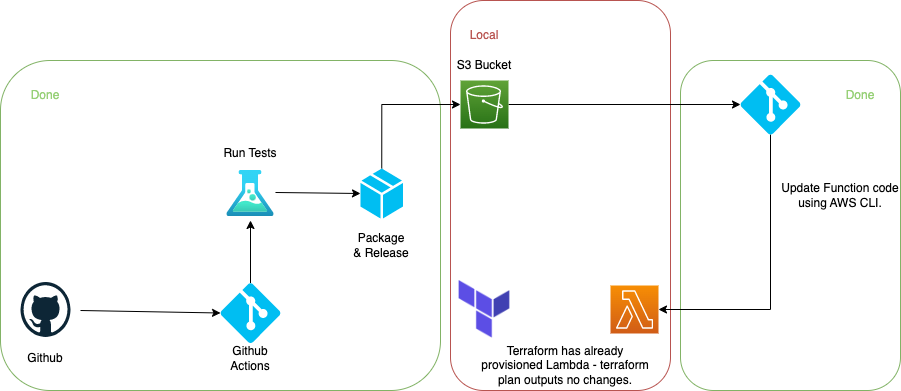 Local
S3 Bucket
Done
Done
Run Tests
Update Function code
using AWS CLI.
Package
& Release
Github
Github
Actions
Terraform has already
provisioned Lambda - terraform
plan outputs no changes.